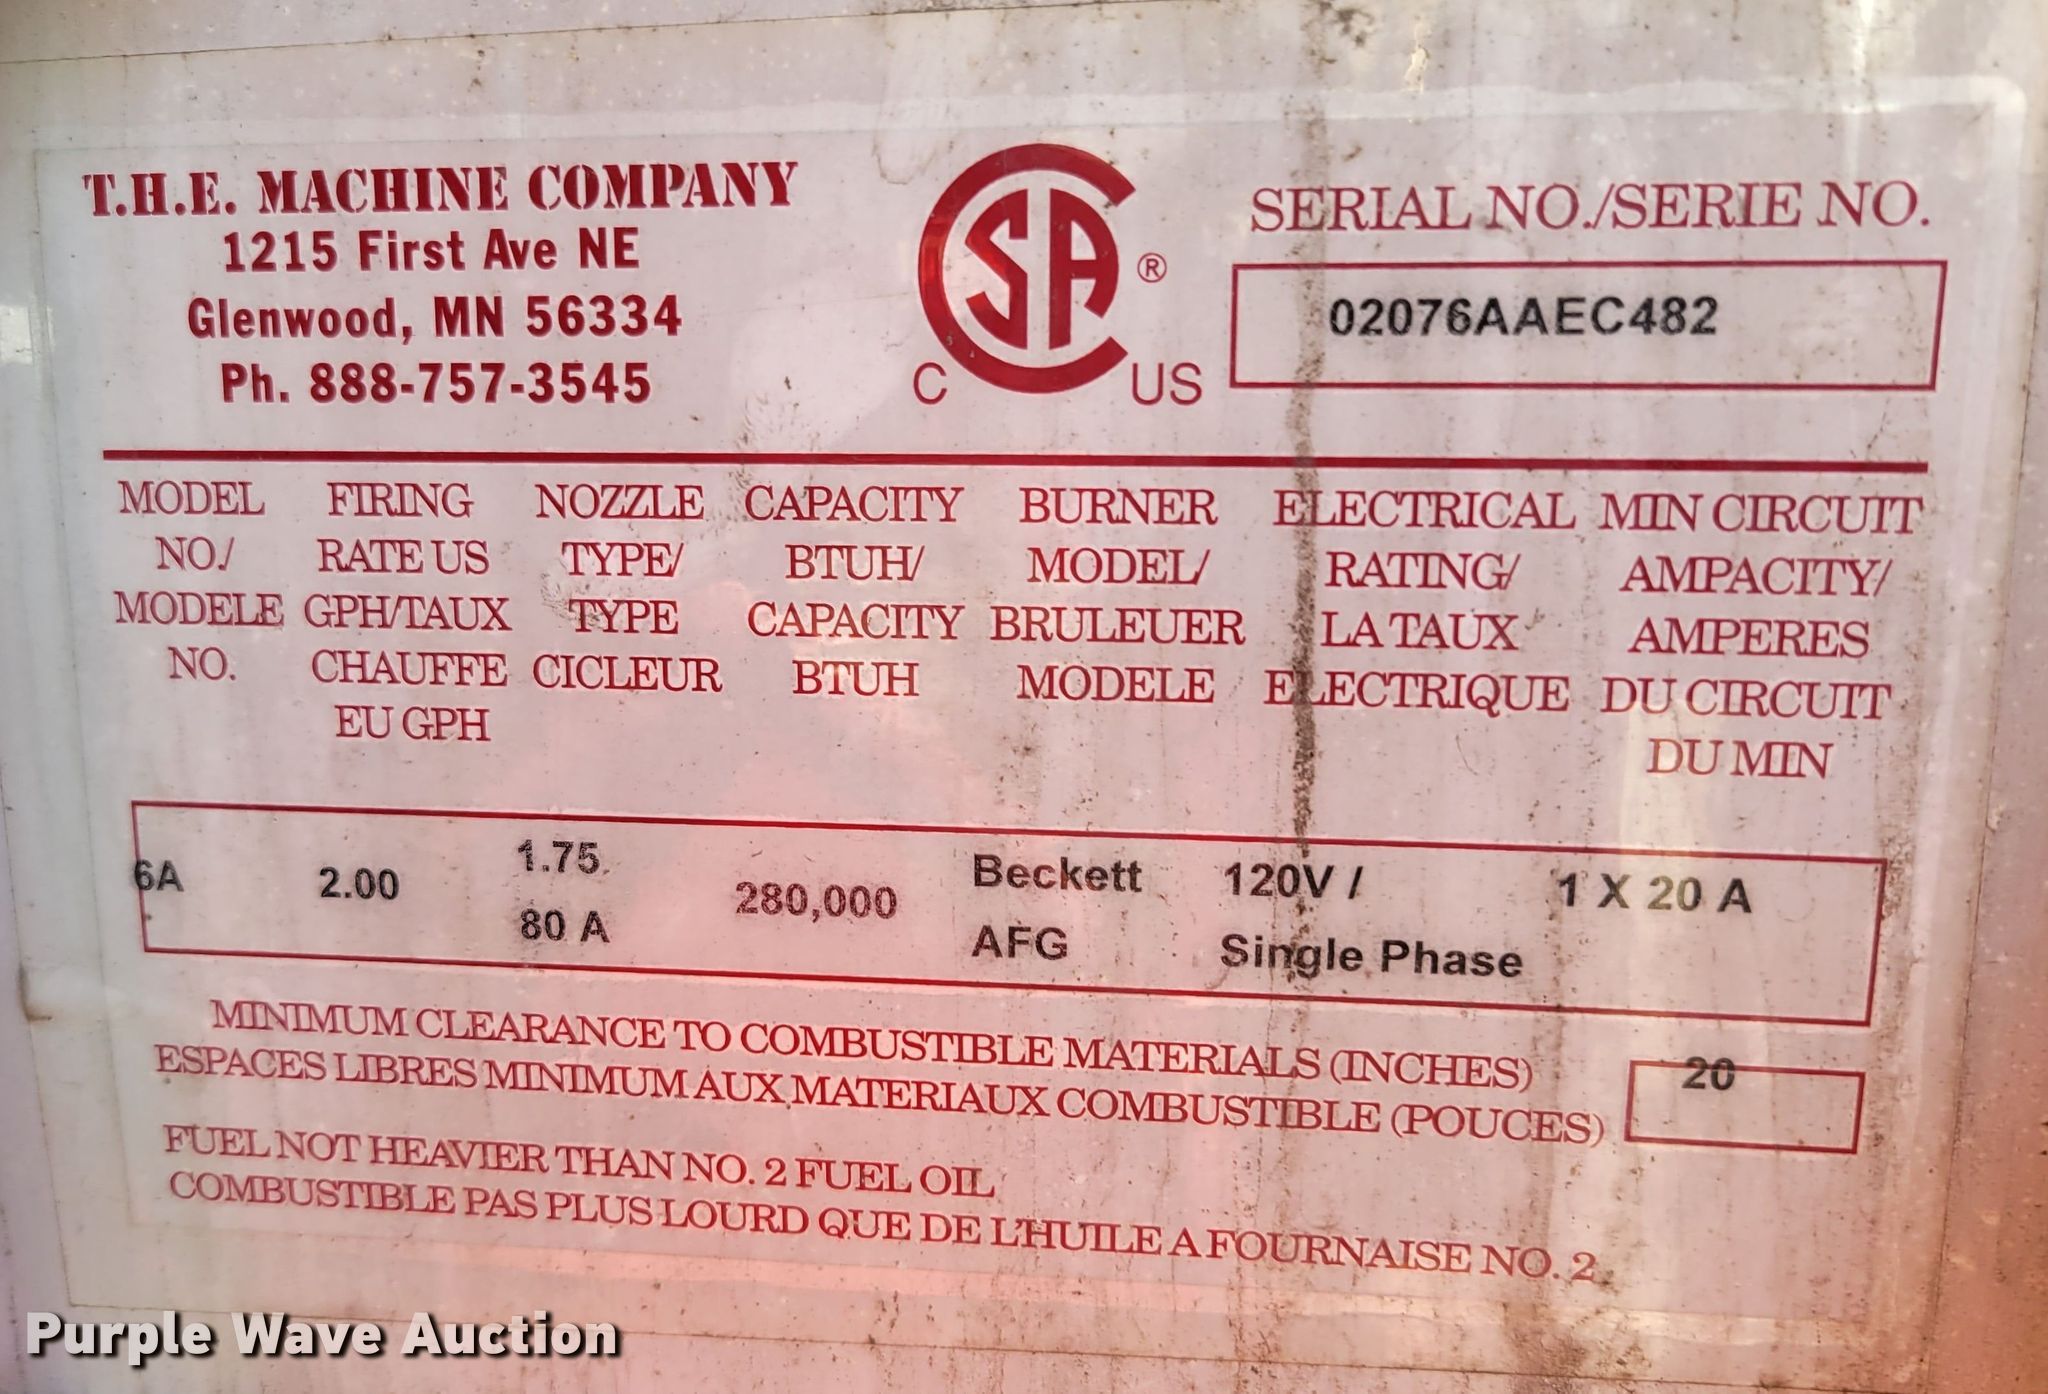 T.H.E. MACHINE COMPANY
1215 First Ave NE
Glenwood, MN 56334
Ph. 888-757-3545
CSA®
C US
SERIAL NO./SERIE NO.
02076AAEC482
MODEL NO./ MODELE NO.
FIRING RATE US GPH/TAUX CHAUFFE EU GPH
NOZZLE TYPE/ TYPE CICLEUR
CAPACITY BTUH/ CAPACITY BTUH
BURNER MODEL/ BRULEUER MODELE
ELECTRICAL RATING/ LA TAUX ELECTRIQUE
MIN CIRCUIT AMPACITY/ AMPERES DU CIRCUIT DU MIN
6A
2.00
1.75
80 A
280,000
Beckett
AFG
120V /
Single Phase
1 X 20 A
MINIMUM CLEARANCE TO COMBUSTIBLE MATERIALS (INCHES)
ESPACES LIBRES MINIMUM AUX MATERIAUX COMBUSTIBLE (POUCES)
20
FUEL NOT HEAVIER THAN NO. 2 FUEL OIL
COMBUSTIBLE PAS PLUS LOURD QUE DE L'HUILE A FOURNAISE NO. 2
Purple Wave Auction